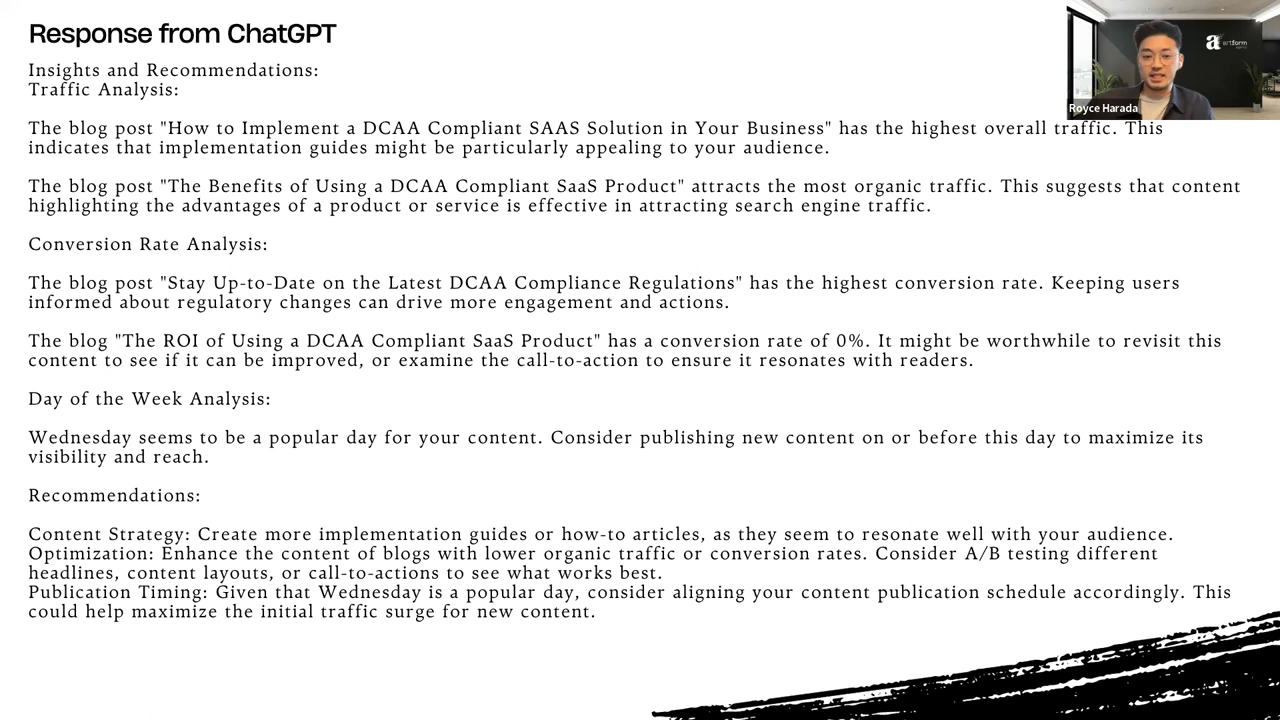 Response from ChatGPT
Insights and Recommendations:
Traffic Analysis:
The blog post "How to Implement a DCAA Compliant SAAS Solution in Your Business" has the highest overall traffic. This
indicates that implementation guides might be particularly appealing to your audience.
The blog post "The Benefits of Using a DCAA Compliant SaaS Product" attracts the most organic traffic. This suggests that content
highlighting the advantages of a product or service is effective in attracting search engine traffic.
Conversion Rate Analysis:
The blog post "Stay Up-to-Date on the Latest DCAA Compliance Regulations" has the highest conversion rate. Keeping users
informed about regulatory changes can drive more engagement and actions.
The blog "The ROI of Using a DCAA Compliant SaaS Product" has a conversion rate of 0%. It might be worthwhile to revisit this
content to see if it can be improved, or examine the call-to-action to ensure it resonates with readers.
Day of the Week Analysis:
Wednesday seems to be a popular day for your content. Consider publishing new content on or before this day to maximize its
visibility and reach.
Recommendations:
Content Strategy: Create more implementation guides or how-to articles, as they seem to resonate well with your audience.
Optimization: Enhance the content of blogs with lower organic traffic or conversion rates. Consider A/B testing different
headlines, content layouts, or call-to-actions to see what works best.
Publication Timing: Given that Wednesday is a popular day, consider aligning your content publication schedule accordingly. This
could help maximize the initial traffic surge for new content.
a artform
Royce Harada